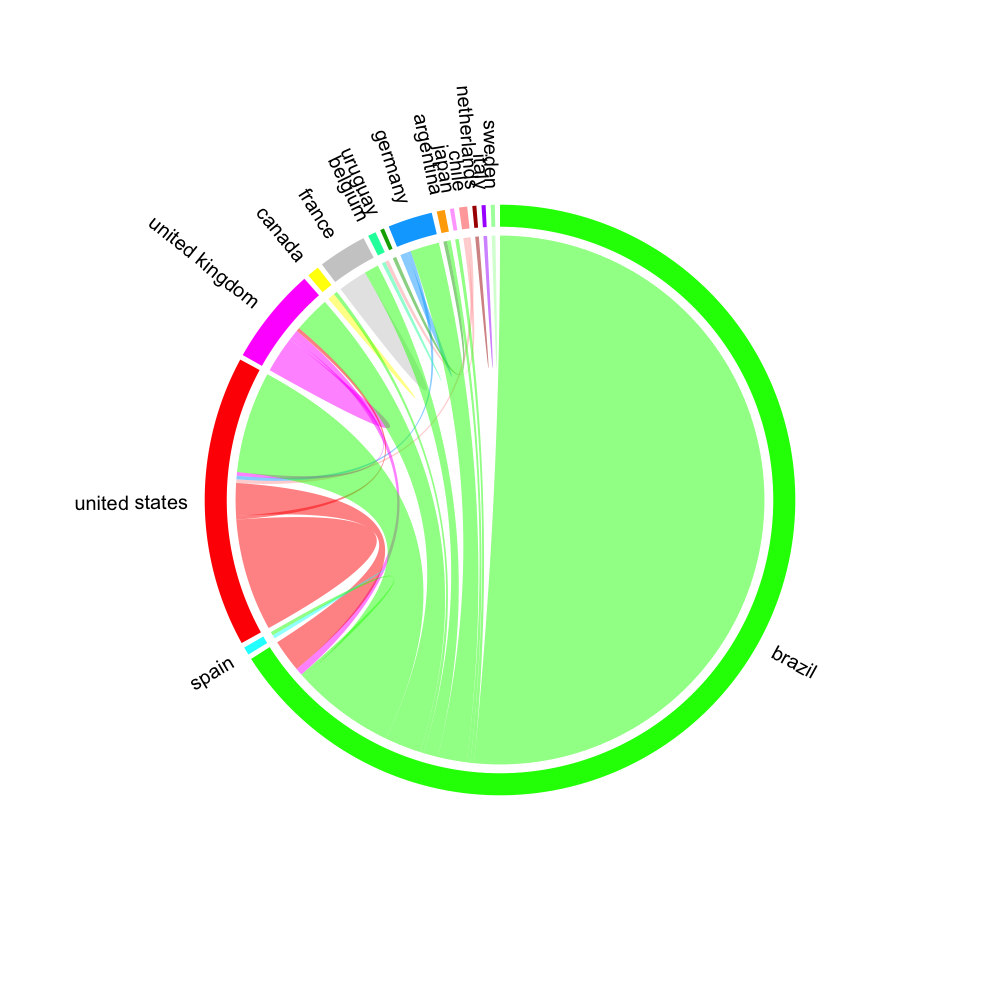 sweden
italy
netherlands
chile
japan
argentina
germany
uruguay
belgium
france
canada
united kingdom
united states
spain
brazil